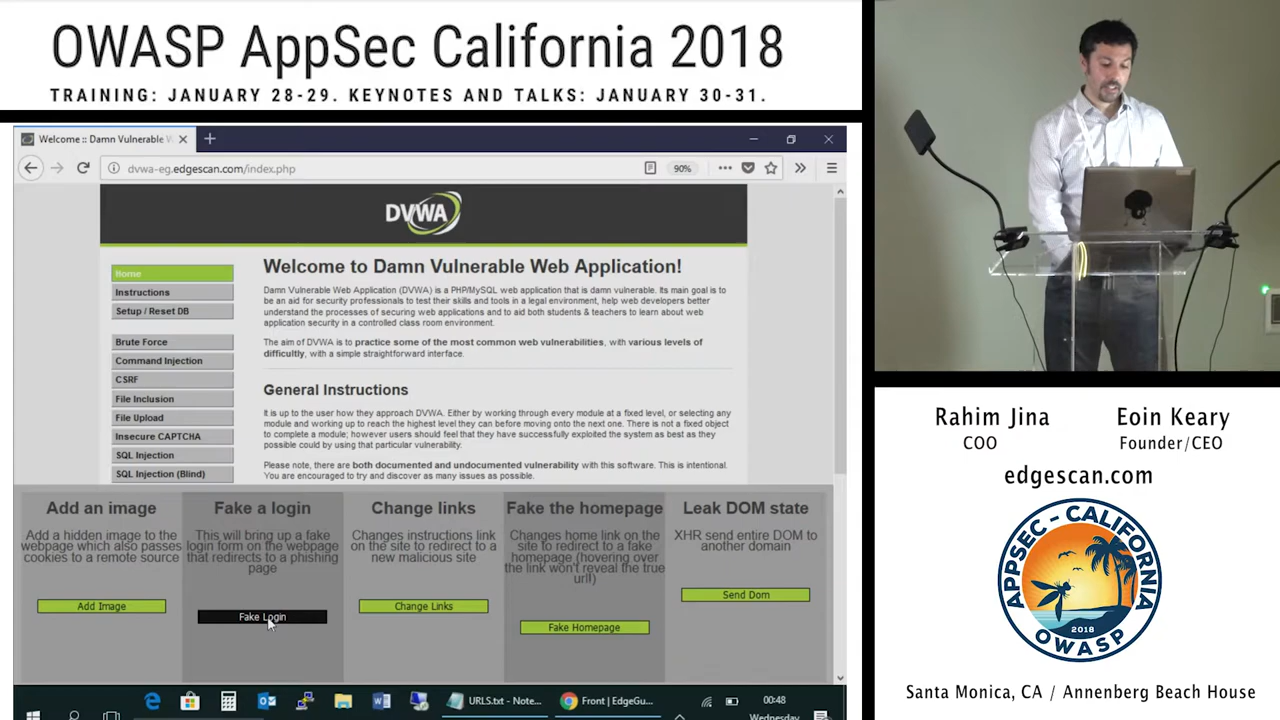 OWASP AppSec California 2018
TRAINING: JANUARY 28-29. KEYNOTES AND TALKS: JANUARY 30-31.
Welcome :: Damn Vulnerable W
dvwa-eg.edgescan.com/index.php
90%
DVWA
Home
Instructions
Setup / Reset DB
Brute Force
Command Injection
CSRF
File Inclusion
File Upload
Insecure CAPTCHA
SQL Injection
SQL Injection (Blind)
Welcome to Damn Vulnerable Web Application!
Damn Vulnerable Web Application (DVWA) is a PHP/MySQL web application that is damn vulnerable. Its main goal is to
be an aid for security professionals to test their skills and tools in a legal environment, help web developers better
understand the processes of securing web applications and to aid both students & teachers to learn about web
application security in a controlled class room environment.
The aim of DVWA is to practice some of the most common web vulnerabilities, with various levels of
difficultly, with a simple straightforward interface.
General Instructions
It is up to the user how they approach DVWA. Either by working through every module at a fixed level, or selecting any
module and working up to reach the highest level they can before moving onto the next one. There is not a fixed object
to complete a module; however users should feel that they have successfully exploited the system as best as they
possible could by using that particular vulnerability.
Please note, there are both documented and undocumented vulnerability with this software. This is intentional.
You are encouraged to try and discover as many issues as possible.
Add an image
Add a hidden image to the
webpage which also passes
cookies to a remote source
Add Image
Fake a login
This will bring up a fake
login form on the webpage
that redirects to a phishing
page
Fake Login
Change links
Changes instructions link
on the site to redirect to a
new malicious site
Change Links
Fake the homepage
Changes home link on the
site to redirect to a fake
homepage (hovering over
the link won't reveal the true
url!)
Fake Homepage
Leak DOM state
XHR send entire DOM to
another domain
Send Dom
URLS.txt - Note...
Front | EdgeGu...
00:48
Wednesday
Rahim Jina
COO
Eoin Keary
Founder/CEO
edgescan.com
APPSEC - CALIFORNIA
2018
OWASP
Santa Monica, CA / Annenberg Beach House